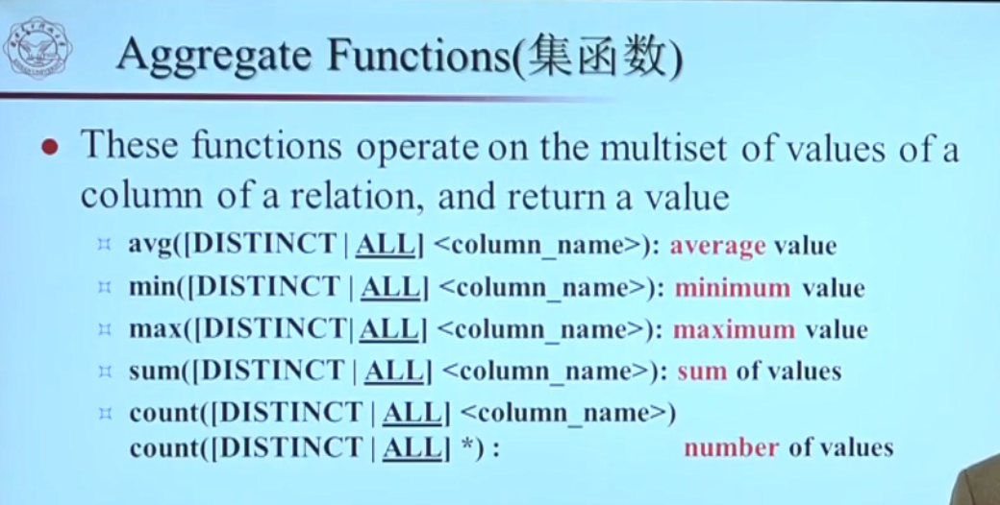 Aggregate Functions(集函数)
These functions operate on the multiset of values of a
column of a relation, and return a value
avg([DISTINCT | ALL] <column_name>): average value
min([DISTINCT | ALL] <column_name>): minimum value
max([DISTINCT| ALL] <column_name>): maximum value
sum([DISTINCT | ALL] <column_name>): sum of values
count([DISTINCT | ALL] <column_name>)
count([DISTINCT | ALL] *) : number of values